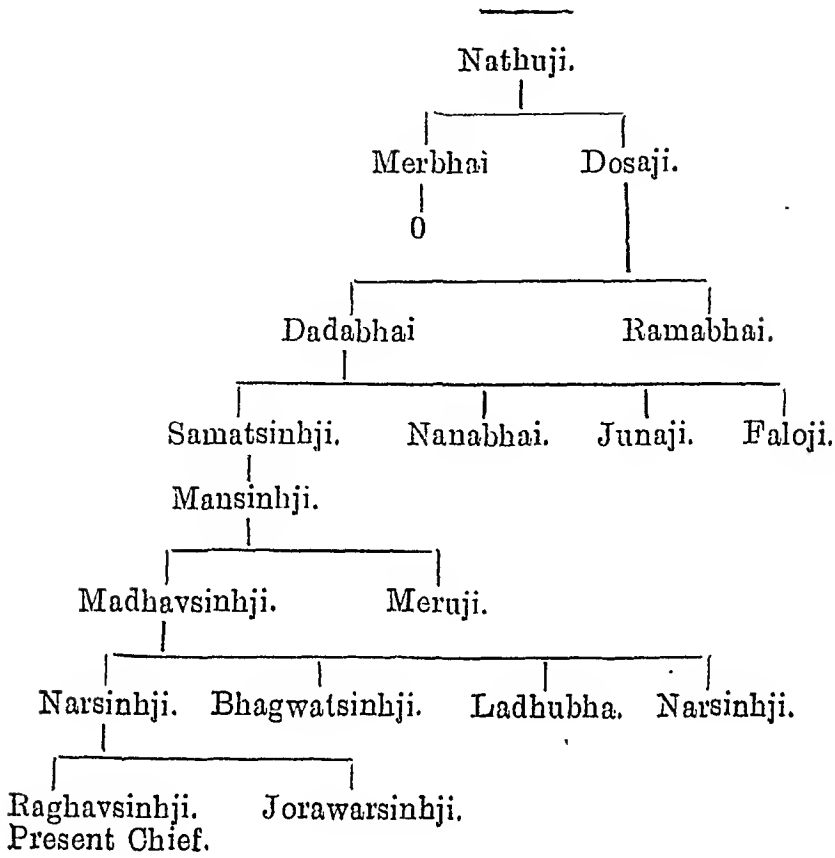 Nathuji.
Merbhai Dosaji.
0
Dadabhai Ramabhai.
Samatsinhji. Nanabhai. Junaji. Faloji.
Mansinhji.
Madhavsinhji. Meruji.
Narsinhji. Bhagwatsinhji. Ladhubha. Narsinhji.
Raghavsinhji. Jorawarsinhji.
Present Chief.